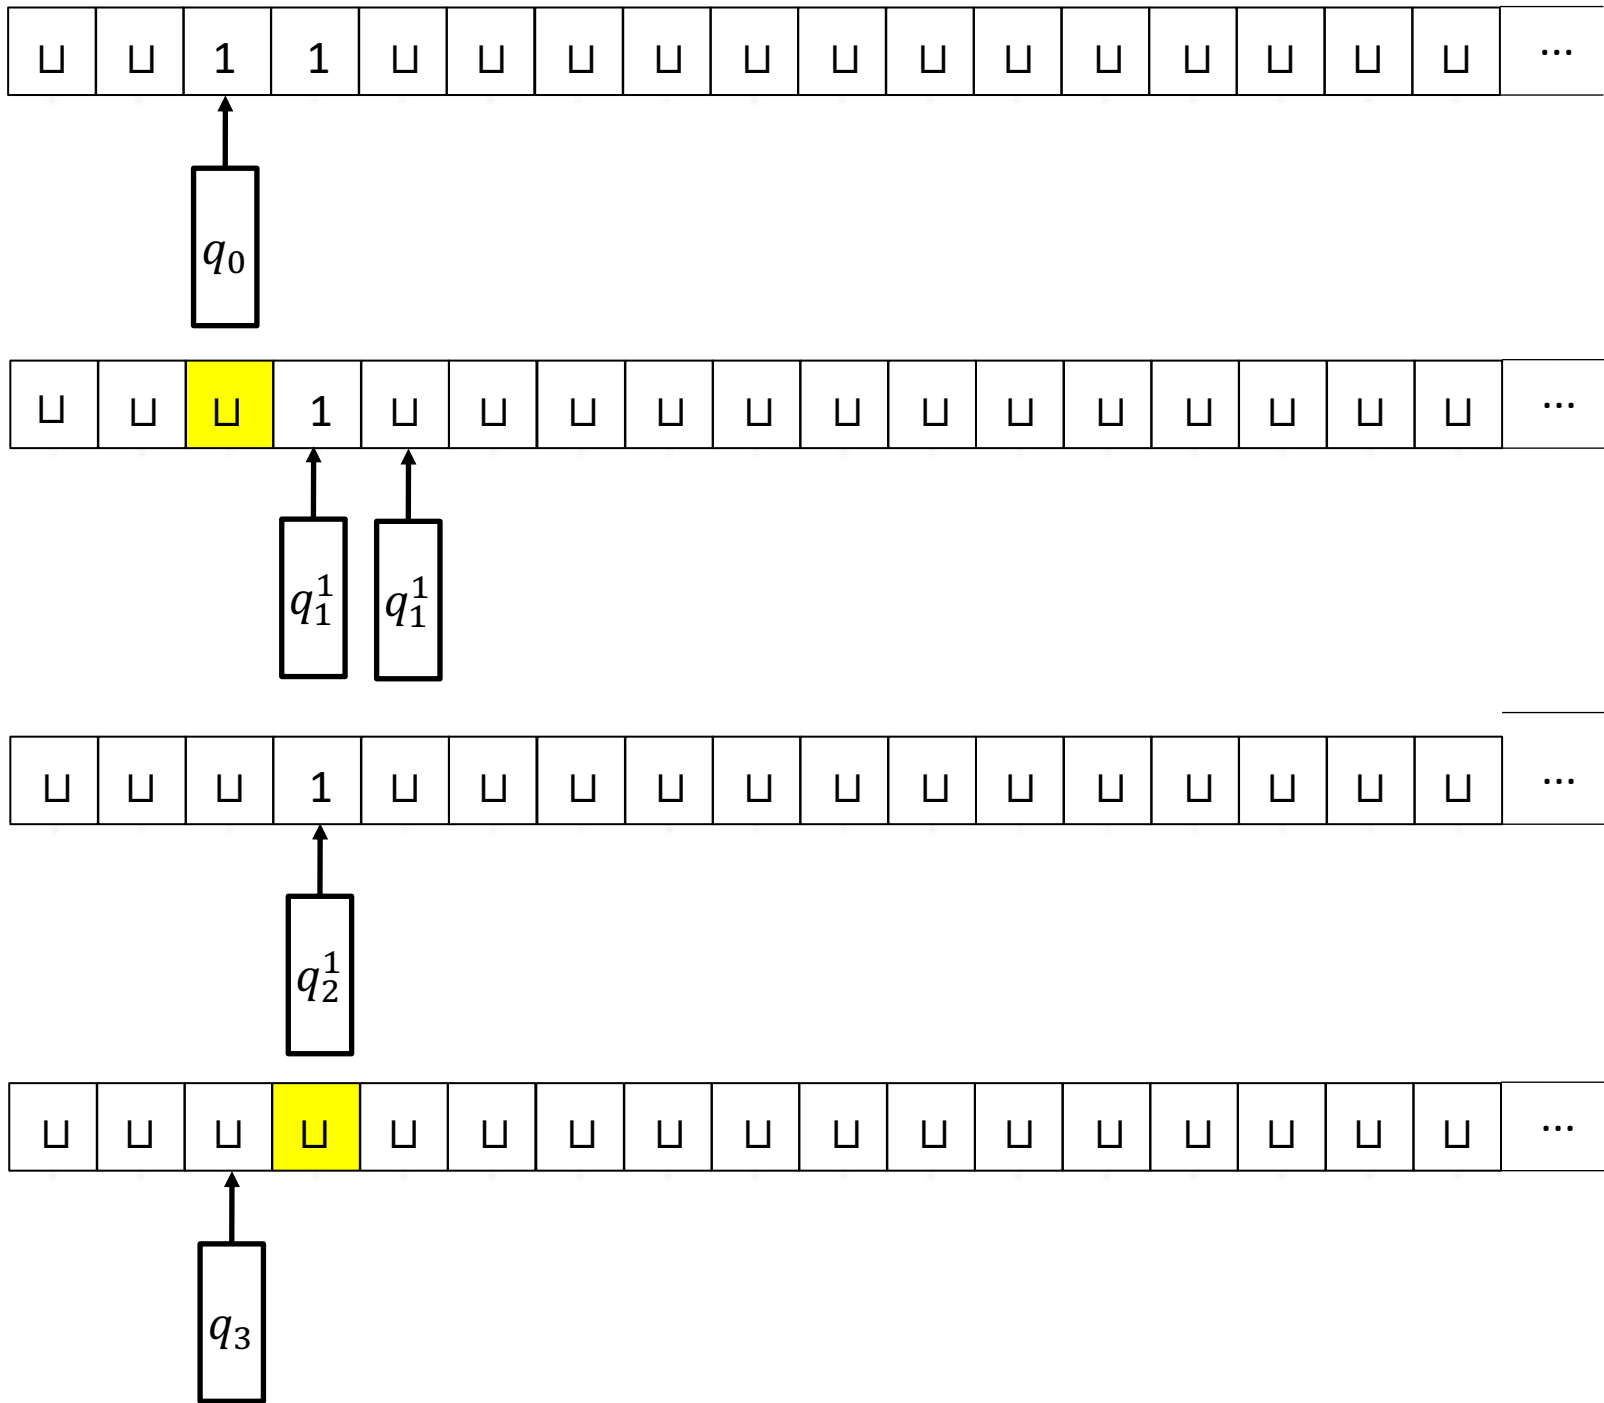 ⊔ ⊔ 1 1 ⊔ ⊔ ⊔ ⊔ ⊔ ⊔ ⊔ ⊔ ⊔ ⊔ ⊔ ⊔ ⊔ ...
q₀
⊔ ⊔ ⊔ 1 ⊔ ⊔ ⊔ ⊔ ⊔ ⊔ ⊔ ⊔ ⊔ ⊔ ⊔ ⊔ ⊔ ...
q₁¹ q₁¹
⊔ ⊔ ⊔ 1 ⊔ ⊔ ⊔ ⊔ ⊔ ⊔ ⊔ ⊔ ⊔ ⊔ ⊔ ⊔ ⊔ ...
q₂¹
⊔ ⊔ ⊔ ⊔ ⊔ ⊔ ⊔ ⊔ ⊔ ⊔ ⊔ ⊔ ⊔ ⊔ ⊔ ⊔ ⊔ ...
q₃